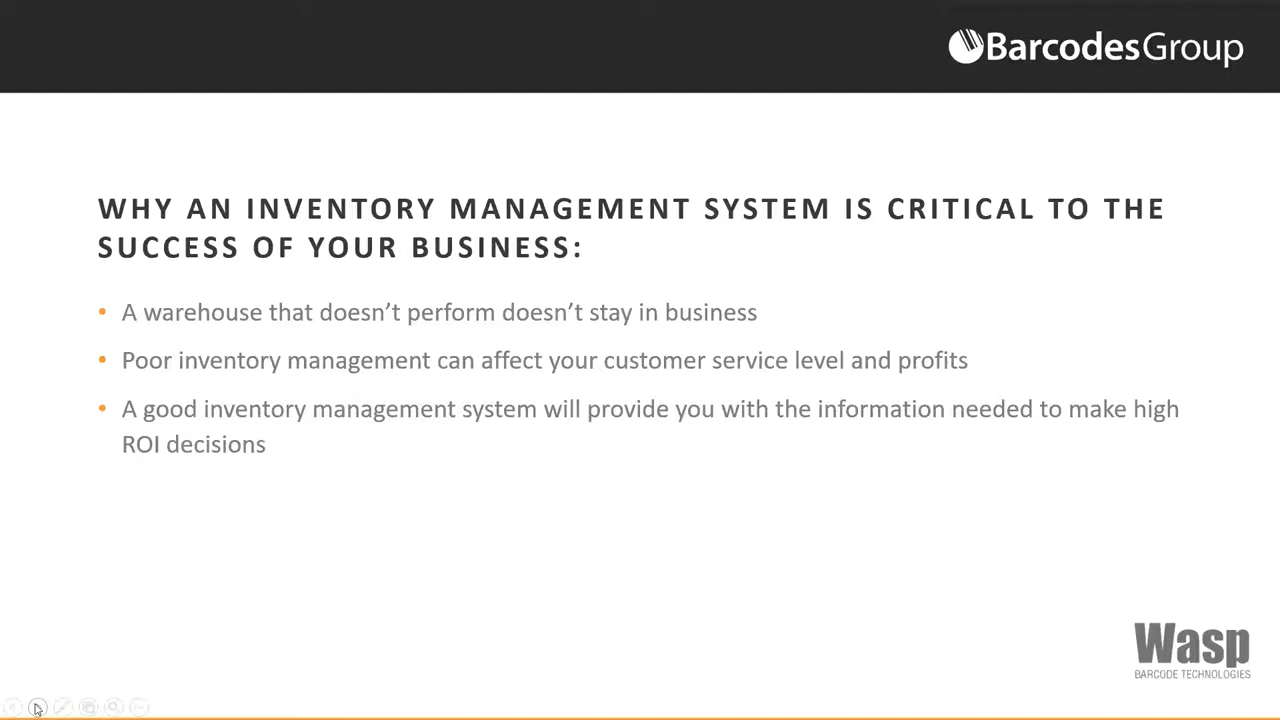 BarcodesGroup
WHY AN INVENTORY MANAGEMENT SYSTEM IS CRITICAL TO THE
SUCCESS OF YOUR BUSINESS:
• A warehouse that doesn’t perform doesn’t stay in business
• Poor inventory management can affect your customer service level and profits
• A good inventory management system will provide you with the information needed to make high
ROI decisions
Wasp
BARCODE TECHNOLOGIES